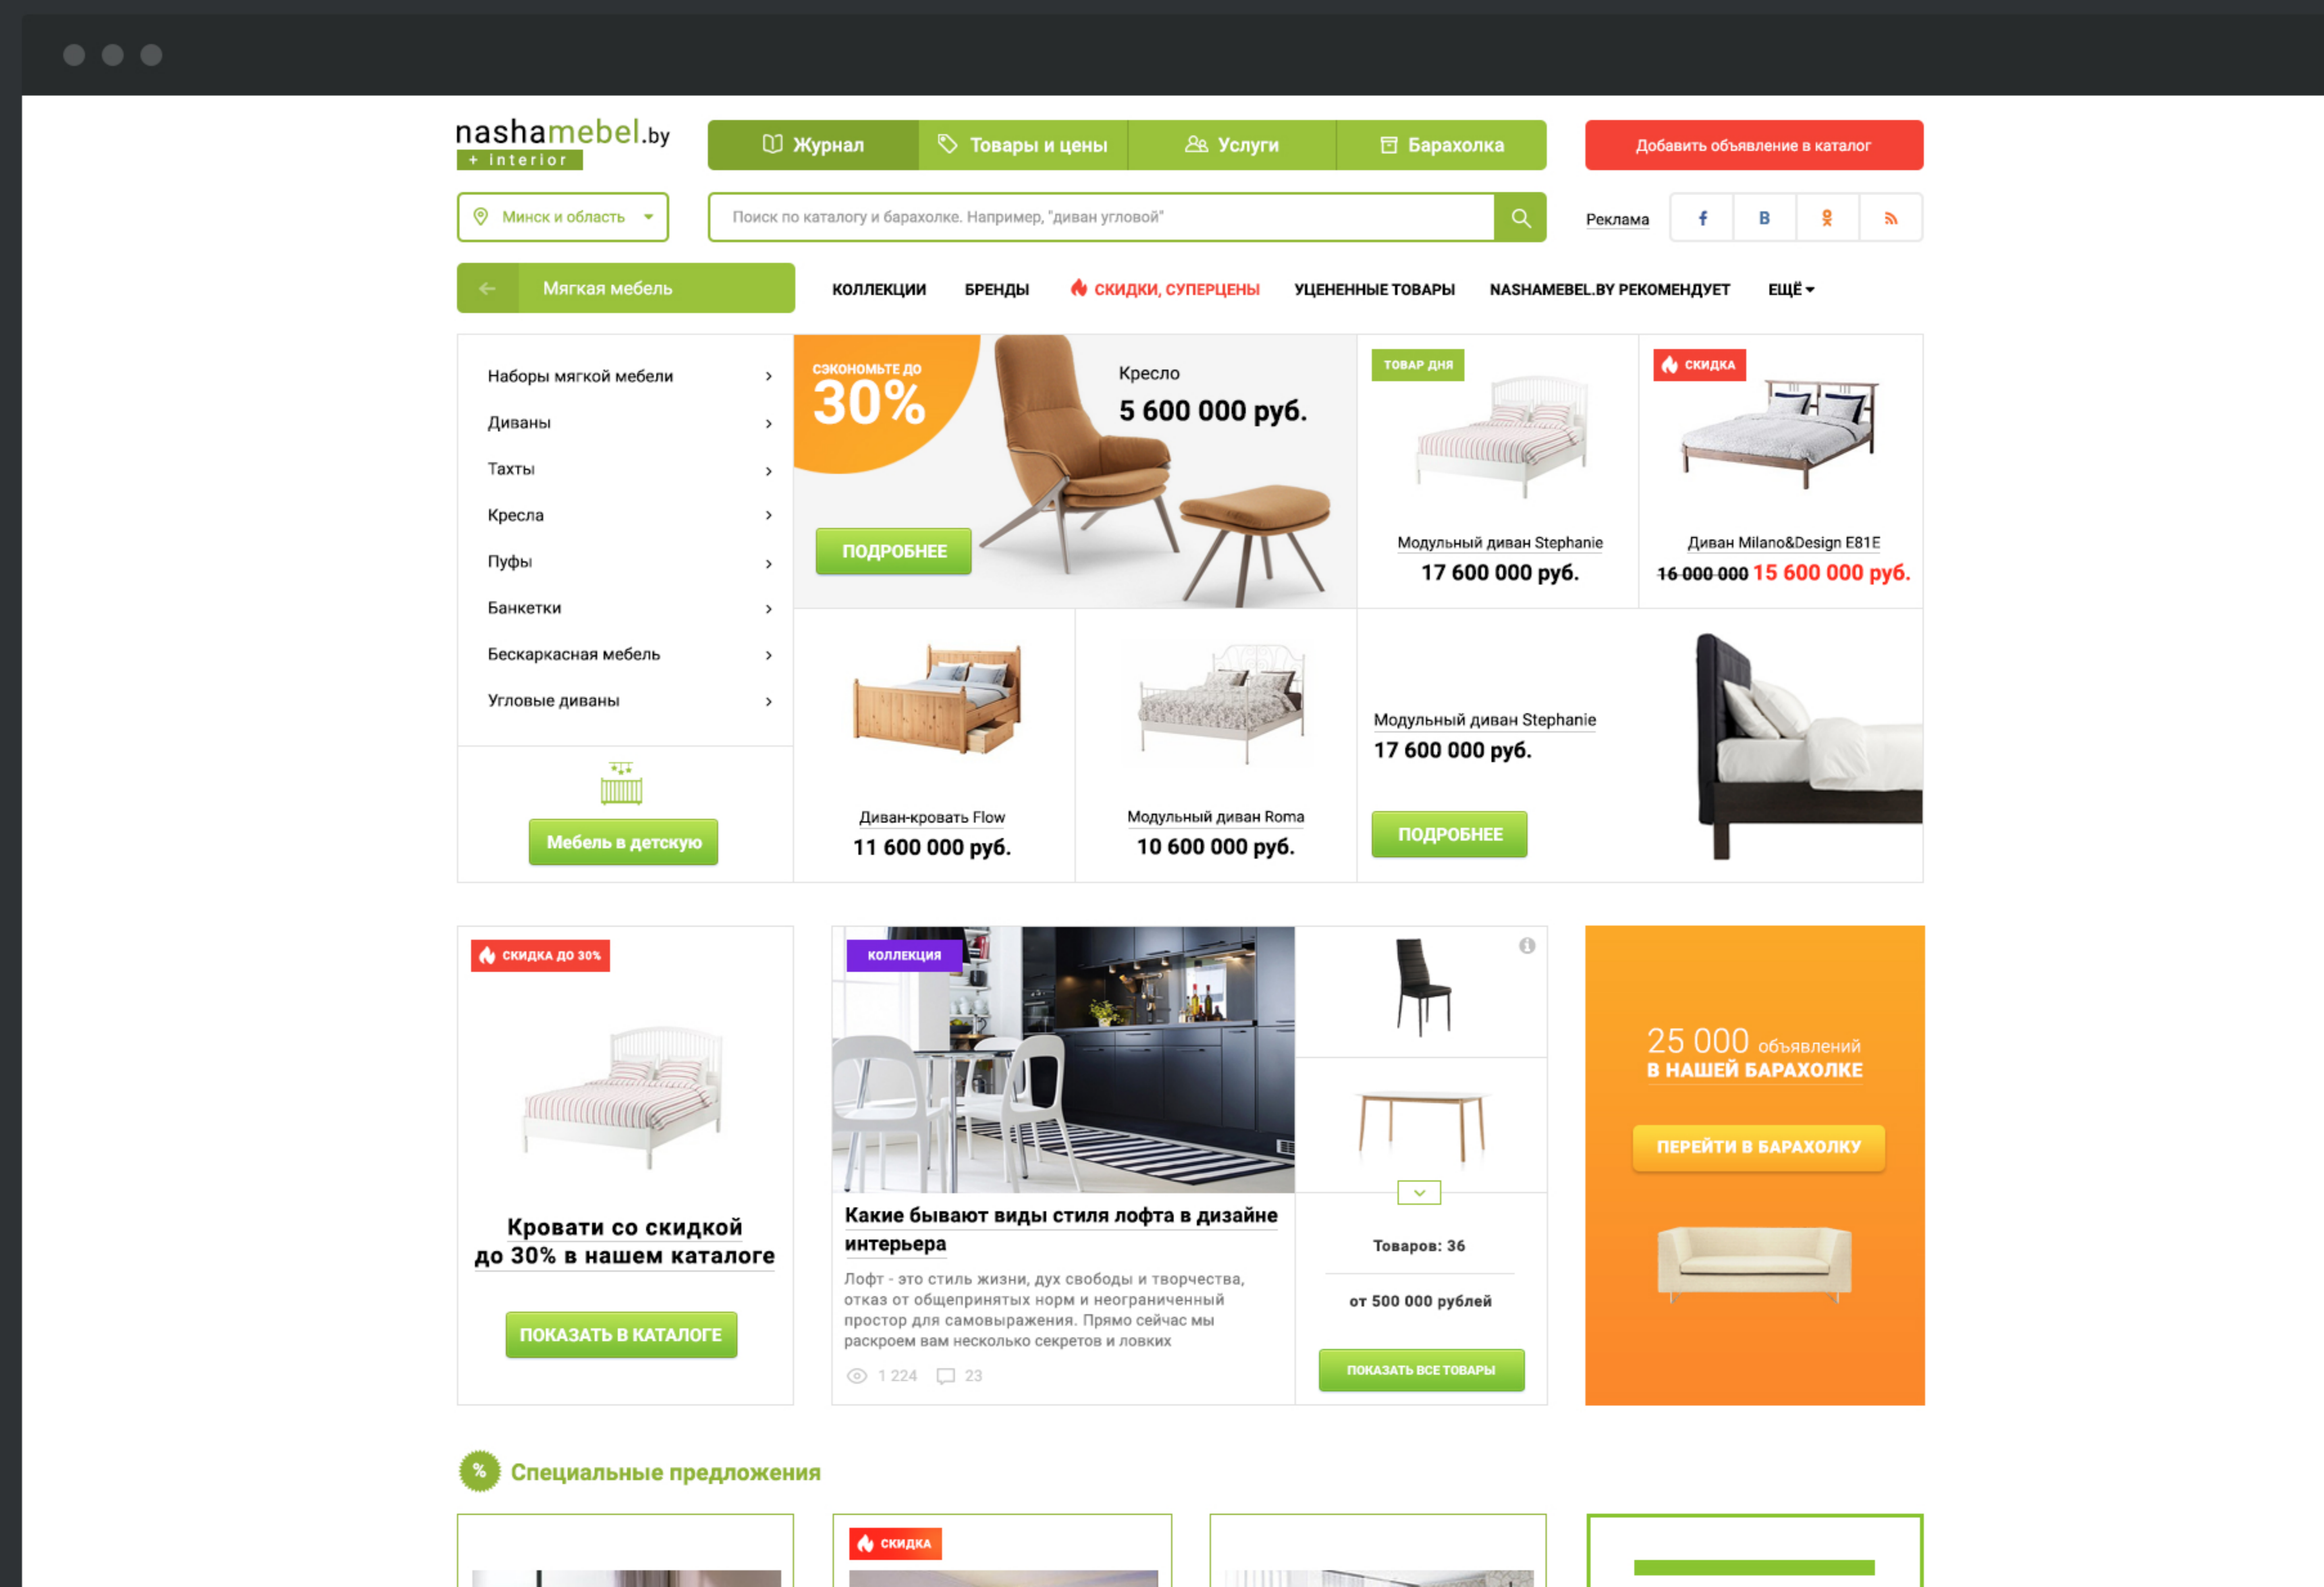 nashamebel.by
+ interior
Журнал
Товары и цены
Услуги
Барахолка
Добавить объявление в каталог
Минск и область
Поиск по каталогу и барахолке. Например, "диван угловой"
Реклама
Мягкая мебель
КОЛЛЕКЦИИ
БРЕНДЫ
СКИДКИ, СУПЕРЦЕНЫ
УЦЕНЕННЫЕ ТОВАРЫ
NASHAMEBEL.BY РЕКОМЕНДУЕТ
ЕЩЁ
Наборы мягкой мебели
Диваны
Тахты
Кресла
Пуфы
Банкетки
Бескаркасная мебель
Угловые диваны
Мебель в детскую
СЭКОНОМЬТЕ ДО
30%
Кресло
5 600 000 руб.
ПОДРОБНЕЕ
ТОВАР ДНЯ
Модульный диван Stephanie
17 600 000 руб.
СКИДКА
Диван Milano&Design E81E
16 000 000 15 600 000 руб.
Диван-кровать Flow
11 600 000 руб.
Модульный диван Roma
10 600 000 руб.
Модульный диван Stephanie
17 600 000 руб.
ПОДРОБНЕЕ
СКИДКА ДО 30%
Кровати со скидкой
до 30% в нашем каталоге
ПОКАЗАТЬ В КАТАЛОГЕ
КОЛЛЕКЦИЯ
Какие бывают виды стиля лофта в дизайне
интерьера
Лофт - это стиль жизни, дух свободы и творчества,
отказ от общепринятых норм и неограниченный
простор для самовыражения. Прямо сейчас мы
раскроем вам несколько секретов и ловких
1 224
23
Товаров: 36
от 500 000 рублей
ПОКАЗАТЬ ВСЕ ТОВАРЫ
25 000 объявлений
В НАШЕЙ БАРАХОЛКЕ
ПЕРЕЙТИ В БАРАХОЛКУ
% Специальные предложения
СКИДКА